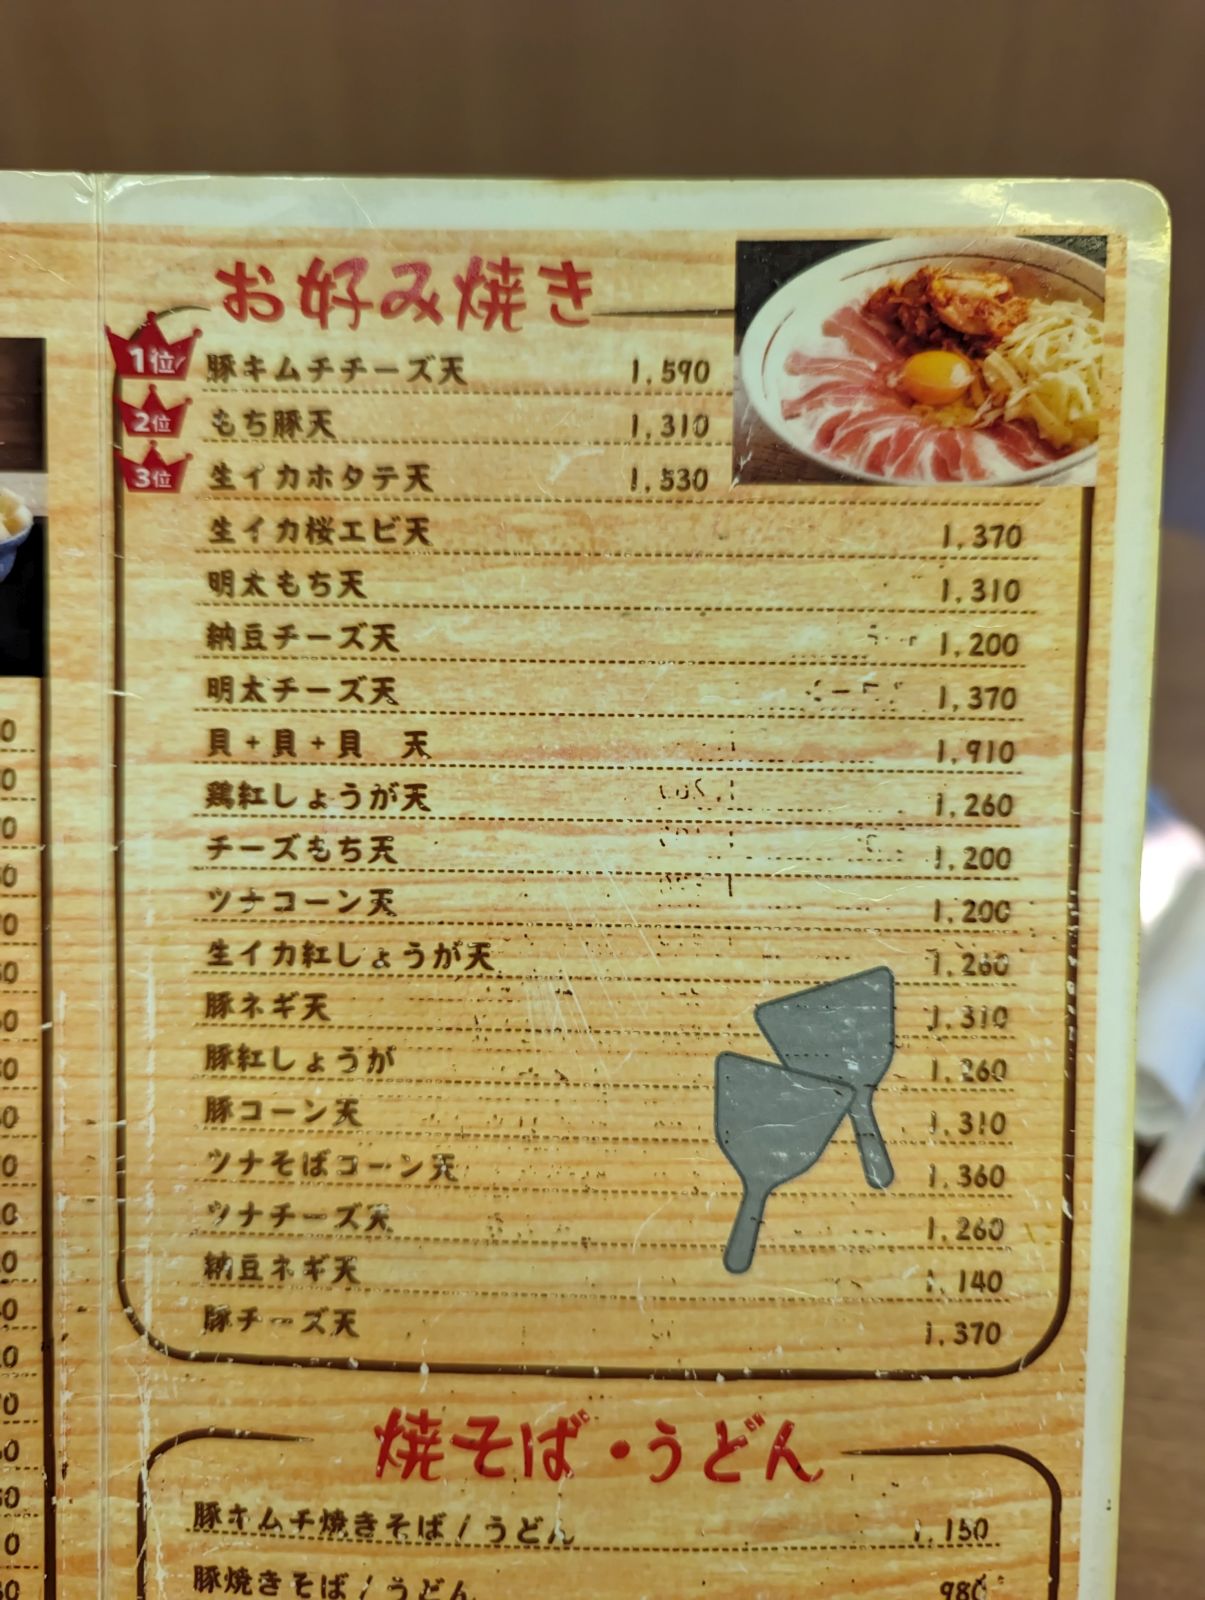 お好み焼き
1位 豚キムチチーズ天 1,590
2位 もち豚天 1,310
3位 生イカホタテ天 1,530
生イカ桜エビ天 1,370
明太もち天 1,310
納豆チーズ天 1,200
明太チーズ天 1,370
貝+貝+貝 天 1,910
鶏紅しょうが天 1,260
チーズもち天 1,200
ツナコーン天 1,200
生イカ紅しょうが天 1,260
豚ネギ天 1,310
豚紅しょうが 1,260
豚コーン天 1,310
ツナそばコーン天 1,360
ツナチーズ天 1,260
納豆ネギ天 1,140
豚チーズ天 1,370
焼そば・うどん
豚キムチ焼きそば/うどん 1,150
豚焼きそば/うどん 980